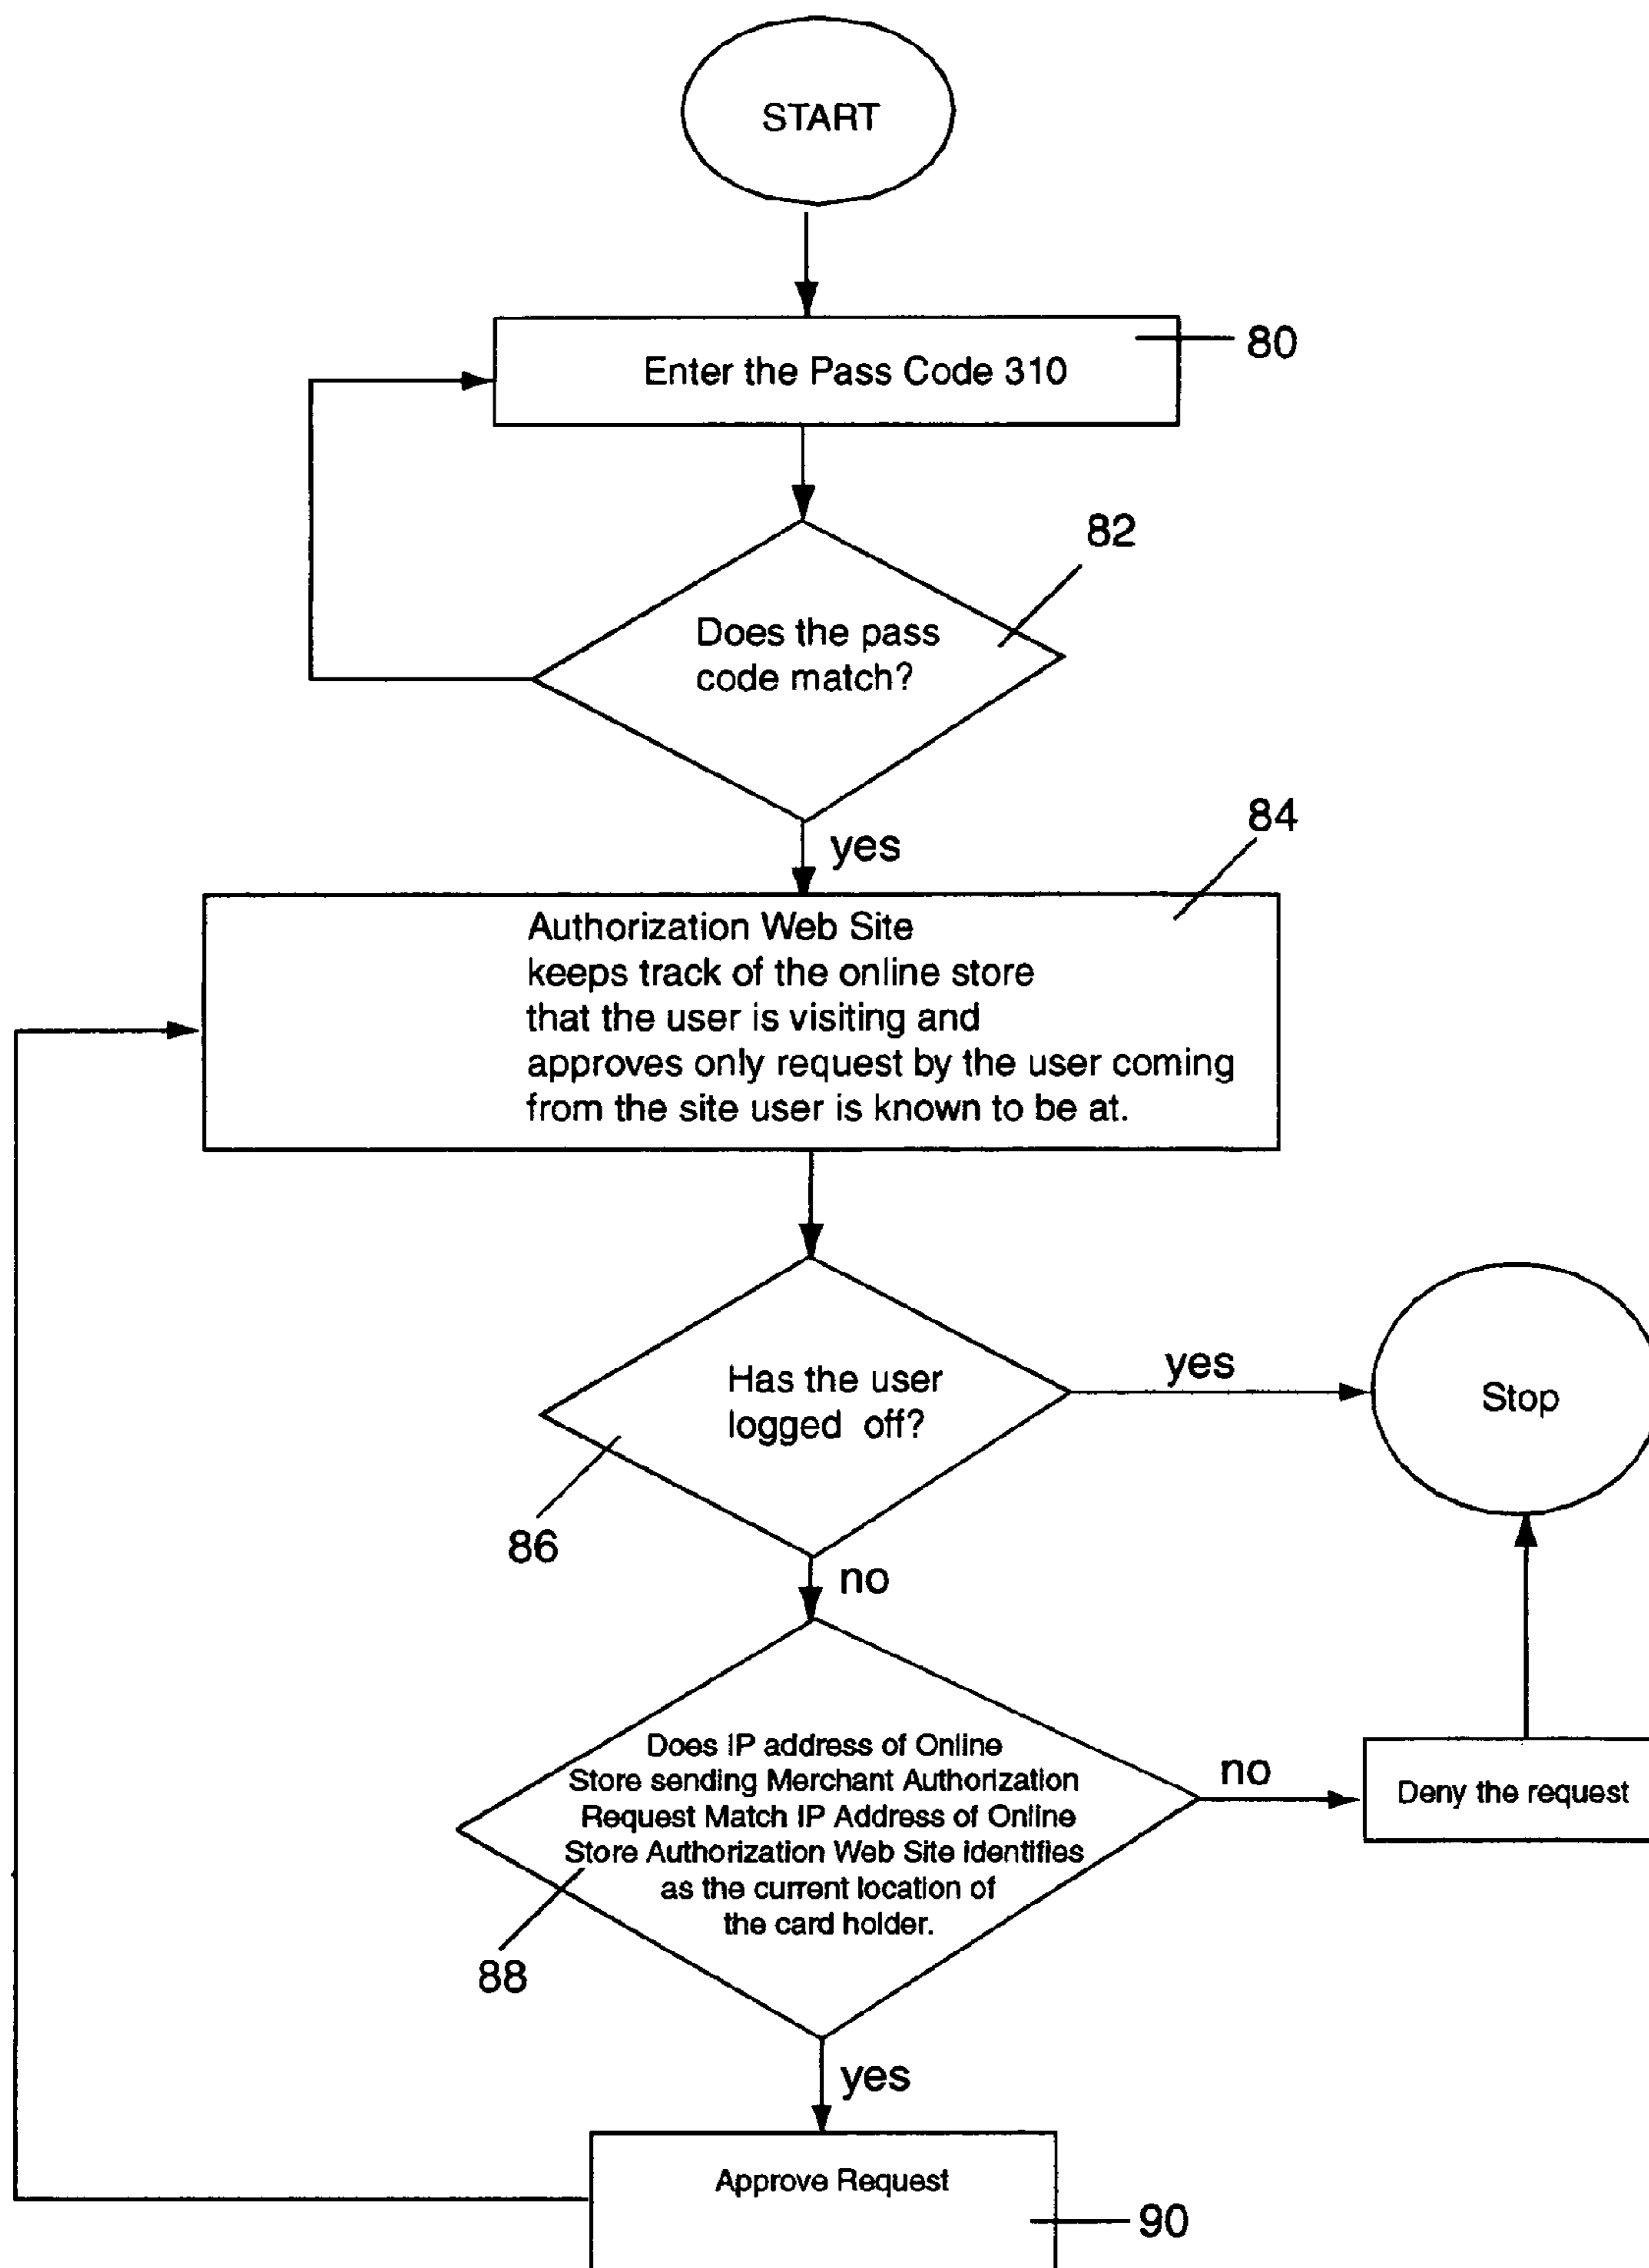 START
Enter the Pass Code 310
80
82
Does the pass
code match?
yes
84
Authorization Web Site
keeps track of the online store
that the user is visiting and
approves only request by the user coming
from the site user is known to be at.
Has the user
logged off?
yes
Stop
86
no
Does IP address of Online
Store sending Merchant Authorization
Request Match IP Address of Online
Store Authorization Web Site identifies
as the current location of
the card holder.
no
Deny the request
88
yes
Approve Request
90